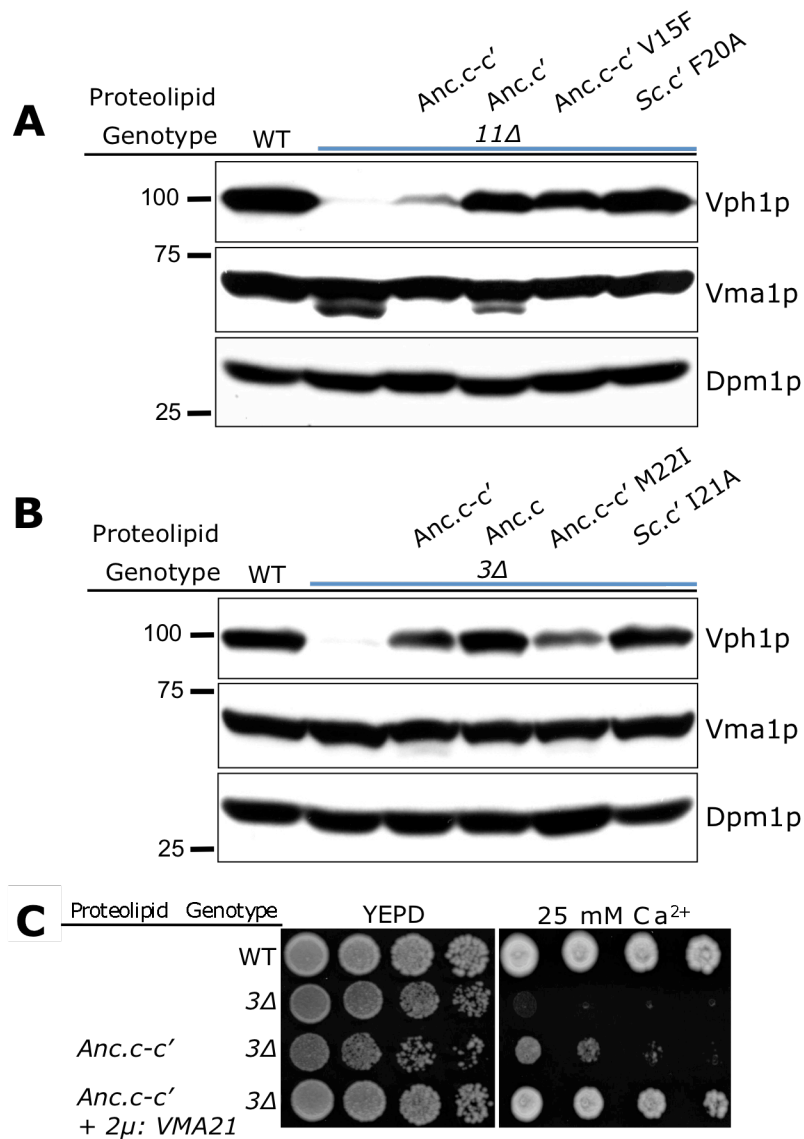 A
Proteolipid Anc.c-c′ Anc.c′ Anc.c-c′ V15F Sc.c′ F20A
Genotype WT 11Δ
100 Vph1p
75
Vma1p
Dpm1p
25
B
Proteolipid Anc.c-c′ Anc.c Anc.c-c′ M22I Sc.c′ I21A
Genotype WT 3Δ
100 Vph1p
75
Vma1p
Dpm1p
25
C Proteolipid Genotype YEPD 25 mM Ca²⁺
WT
3Δ
Anc.c-c′ 3Δ
Anc.c-c′ 3Δ
+ 2µ: VMA21